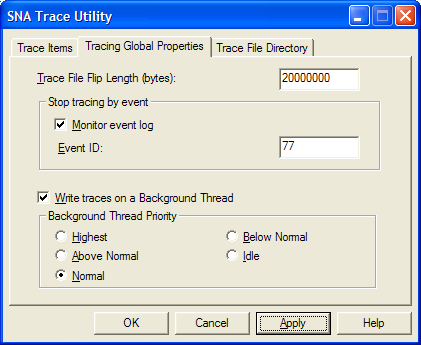 SNA Trace Utility
Trace Items Tracing Global Properties Trace File Directory
Trace File Flip Length (bytes): 20000000
Stop tracing by event
Monitor event log
Event ID: 77
Write traces on a Background Thread
Background Thread Priority
Highest Below Normal
Above Normal Idle
Normal
OK Cancel Apply Help